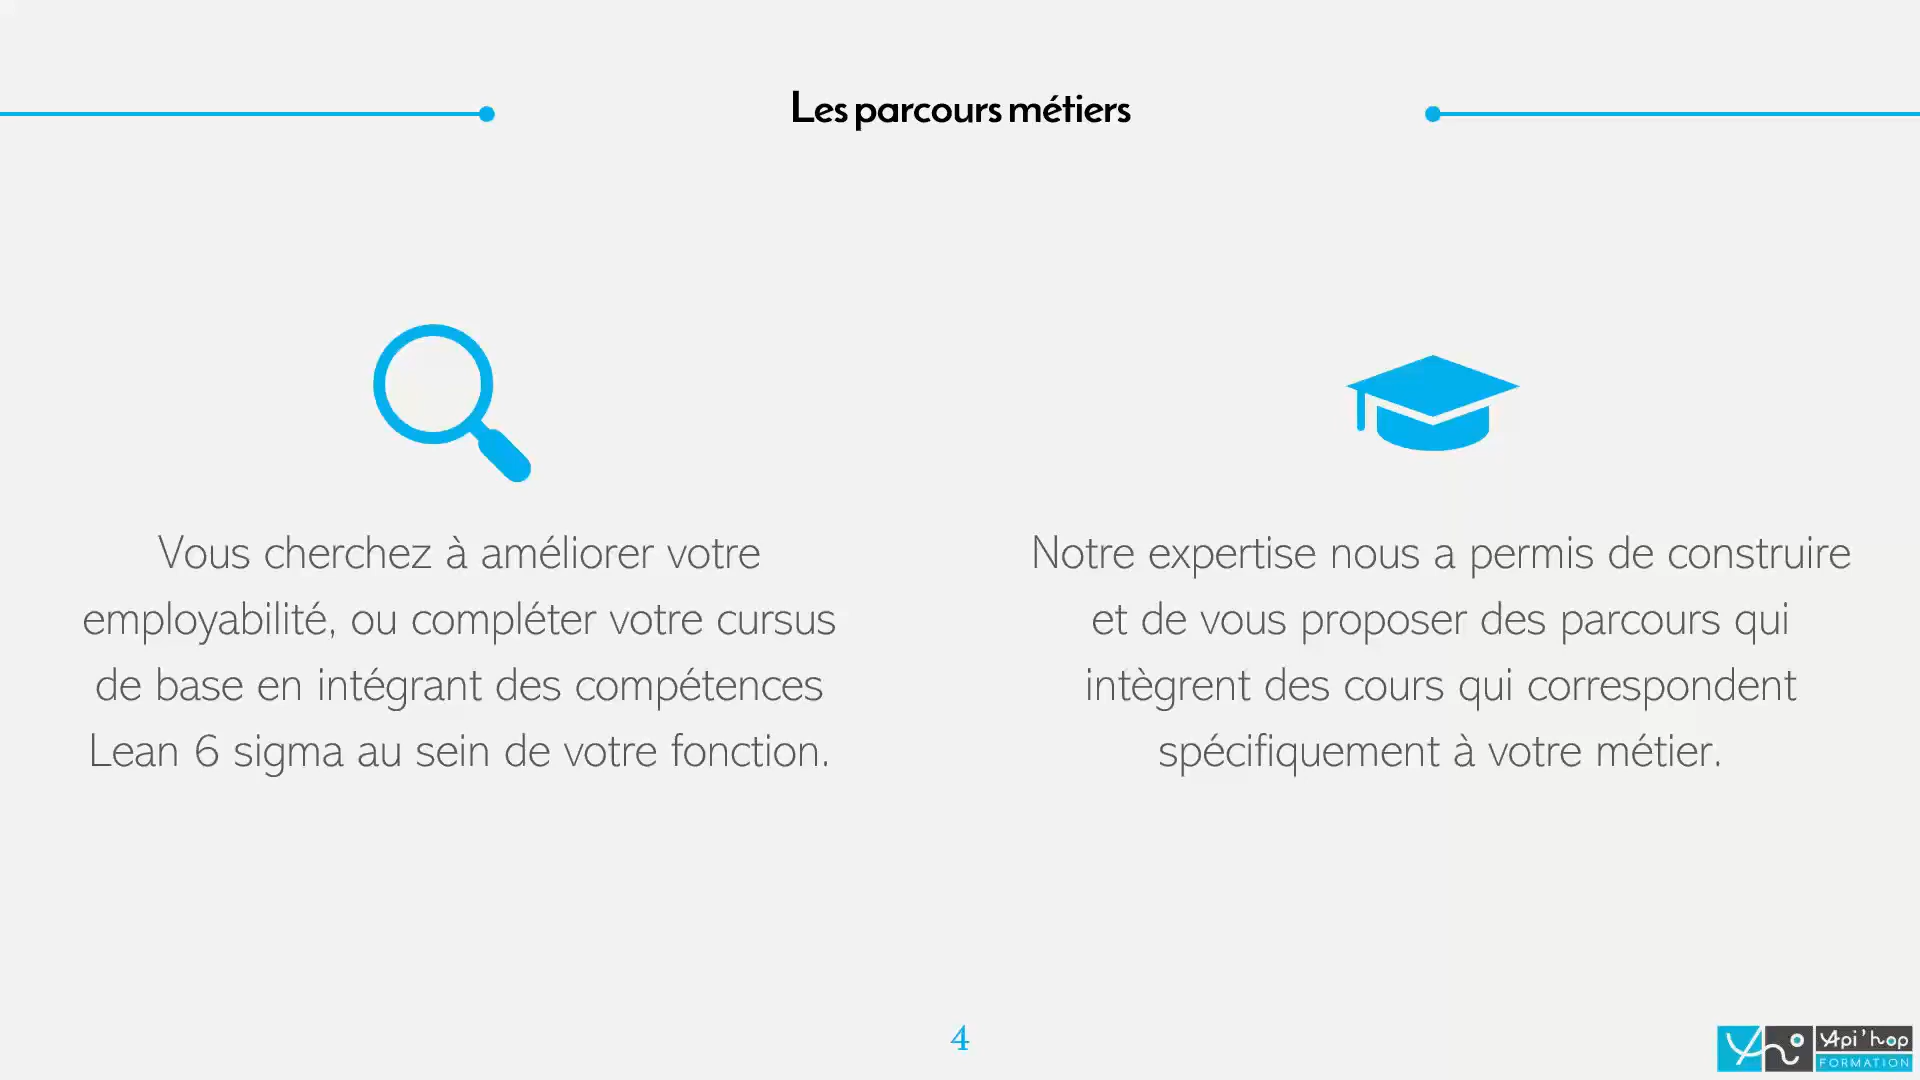 Les parcours métiers
Vous cherchez à améliorer votre
employabilité, ou compléter votre cursus
de base en intégrant des compétences
Lean 6 sigma au sein de votre fonction.
Notre expertise nous a permis de construire
et de vous proposer des parcours qui
intègrent des cours qui correspondent
spécifiquement à votre métier.
4
Api'hop
FORMATION